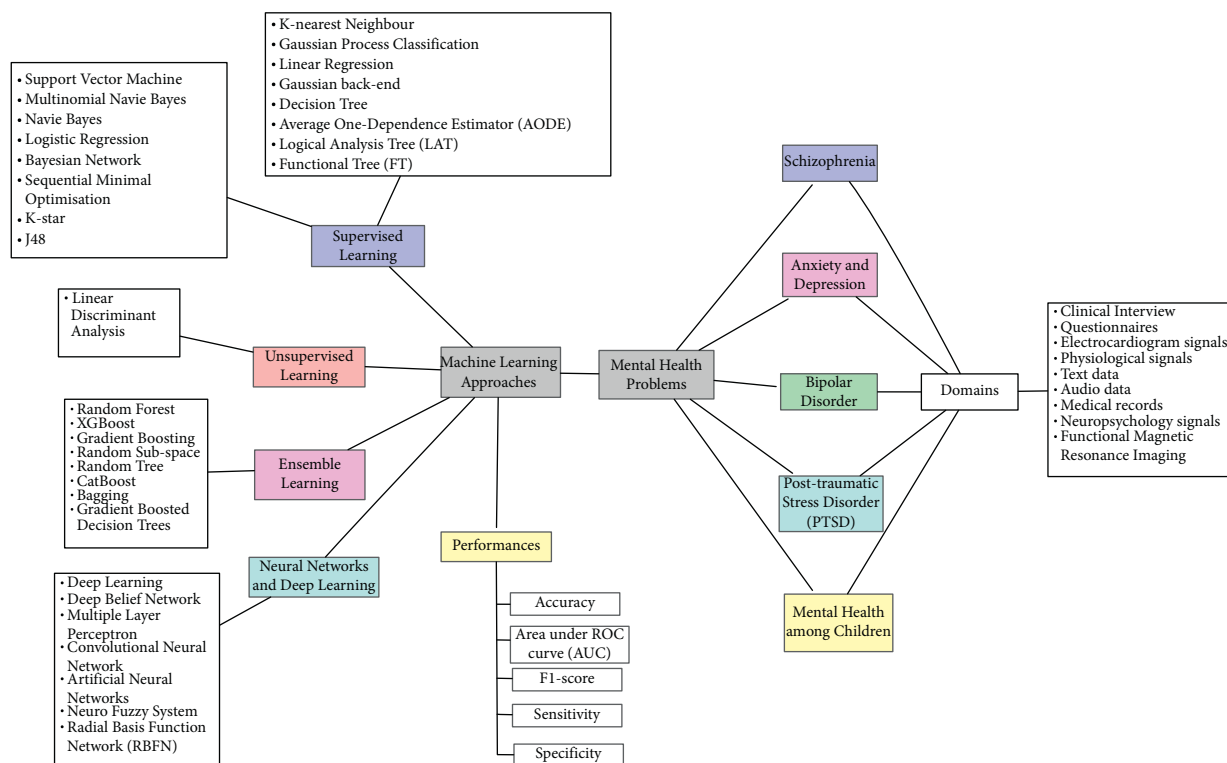 • K-nearest Neighbour
• Gaussian Process Classification
• Linear Regression
• Gaussian back-end
• Decision Tree
• Average One-Dependence Estimator (AODE)
• Logical Analysis Tree (LAT)
• Functional Tree (FT)
• Support Vector Machine
• Multinomial Navie Bayes
• Navie Bayes
• Logistic Regression
• Bayesian Network
• Sequential Minimal
Optimisation
• K-star
• J48
Supervised
Learning
• Linear
Discriminant
Analysis
Unsupervised
Learning
• Random Forest
• XGBoost
• Gradient Boosting
• Random Sub-space
• Random Tree
• CatBoost
• Bagging
• Gradient Boosted
Decision Trees
Ensemble
Learning
• Deep Learning
• Deep Belief Network
• Multiple Layer
Perceptron
• Convolutional Neural
Network
• Artificial Neural
Networks
• Neuro Fuzzy System
• Radial Basis Function
Network (RBFN)
Neural Networks
and Deep Learning
Machine Learning
Approaches
Performances
Accuracy
Area under ROC
curve (AUC)
F1-score
Sensitivity
Specificity
Mental Health
Problems
Schizophrenia
Anxiety and
Depression
Bipolar
Disorder
Post-traumatic
Stress Disorder
(PTSD)
Mental Health
among Children
Domains
• Clinical Interview
• Questionnaires
• Electrocardiogram signals
• Physiological signals
• Text data
• Audio data
• Medical records
• Neuropsychology signals
• Functional Magnetic
Resonance Imaging